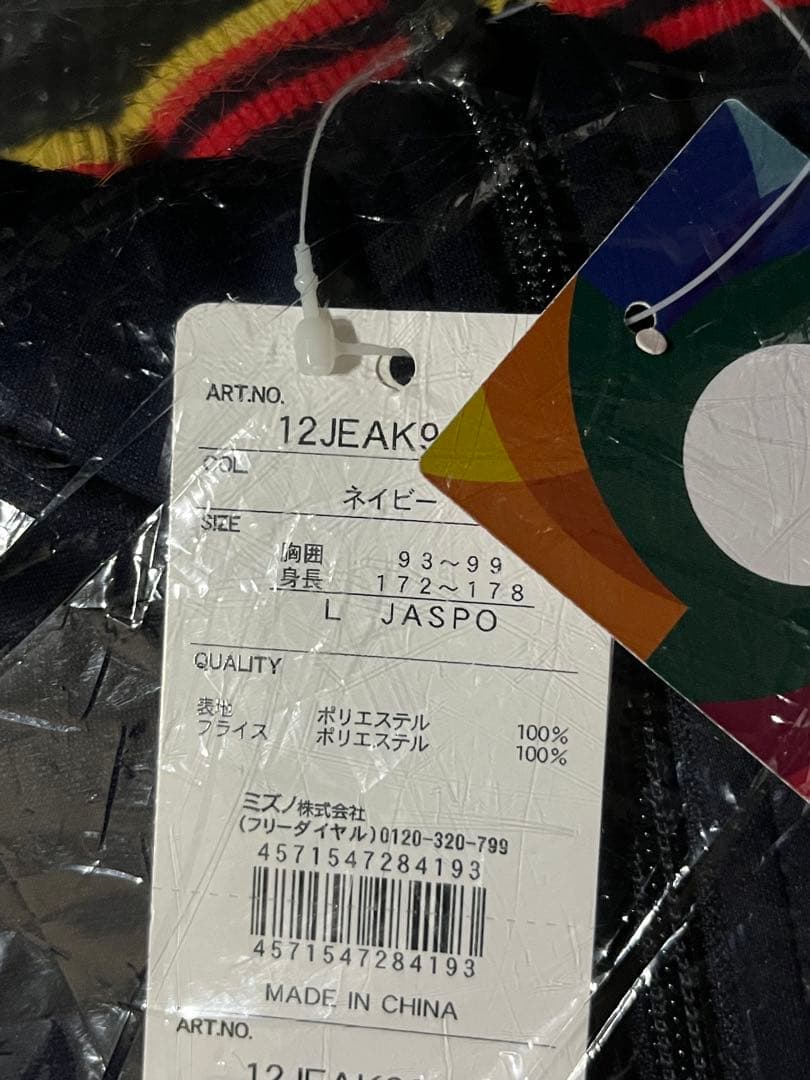 ART.NO.
12JEAK9
COL.
ネイビー
SIZE
胸囲 93～99
身長 172～178
L JASPO
QUALITY
表地 ポリエステル 100%
フライス ポリエステル 100%
ミズノ株式会社
(フリーダイヤル)0120-320-799
4571547284193
4571547284193
MADE IN CHINA
ART.NO.